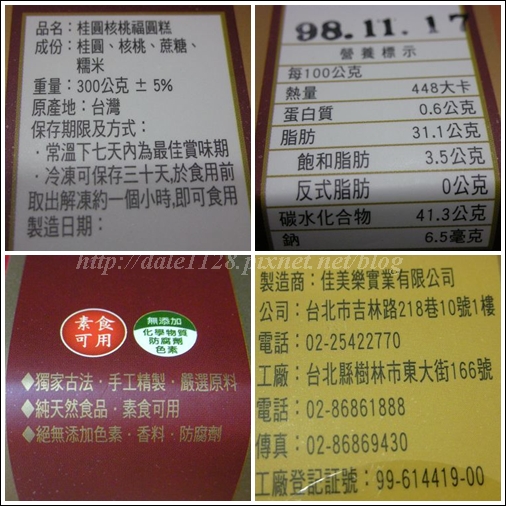 品名：桂圓核桃福圓糕
成份：桂圓、核桃、蔗糖、
糯米
重量：300公克 ± 5%
原產地：台灣
保存期限及方式：
‧常溫下七天內為最佳賞味期
‧冷凍可保存三十天,於食用前
取出解凍約一個小時,即可食用
製造日期：
98.11.17
營養標示
每100公克
熱量 448大卡
蛋白質 0.6公克
脂肪 31.1公克
飽和脂肪 3.5公克
反式脂肪 0公克
碳水化合物 41.3公克
鈉 6.5毫克
http://dale1128.pixnet.net/blog
素食
可用
無添加
化學物質
防腐劑
色素
◆獨家古法‧手工精製‧嚴選原料
◆純天然食品‧素食可用
◆絕無添加色素‧香料‧防腐劑
製造商：佳美樂實業有限公司
公司：台北市吉林路218巷10號1樓
電話：02-25422770
工廠：台北縣樹林市東大街166號
電話：02-86861888
傳真：02-86869430
工廠登記証號：99-614419-00